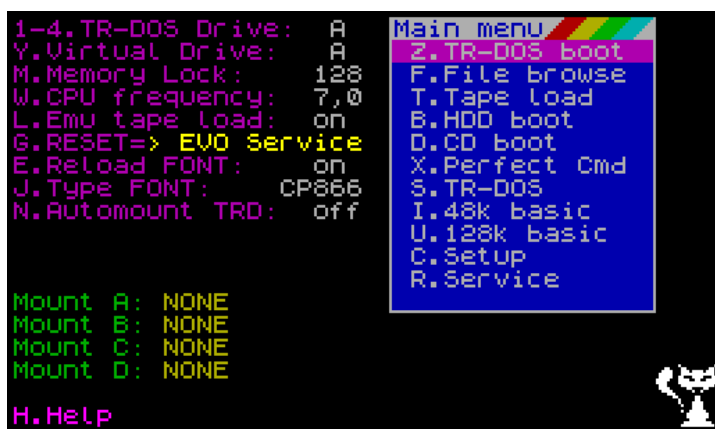 1-4.TR-DOS Drive: A
Y.Virtual Drive: A
M.Memory Lock: 128
W.CPU frequency: 7,0
L.Emu tape load: on
G.RESET=> EVO Service
E.Reload FONT: on
J.Type FONT: CP866
N.Automount TRD: off
Mount A: NONE
Mount B: NONE
Mount C: NONE
Mount D: NONE
H.Help
Main menu
Z.TR-DOS boot
F.File browse
T.Tape load
B.HDD boot
D.CD boot
X.Perfect Cmd
S.TR-DOS
I.48k basic
U.128k basic
C.Setup
R.Service